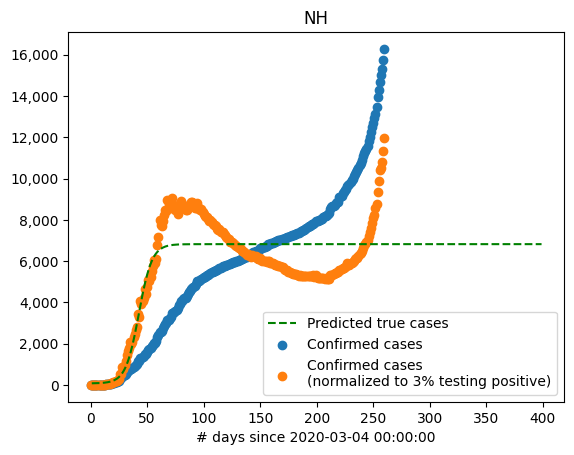 NH
16,000
14,000
12,000
10,000
8,000
6,000
4,000
2,000
0
Predicted true cases
Confirmed cases
Confirmed cases
(normalized to 3% testing positive)
0 50 100 150 200 250 300 350 400
# days since 2020-03-04 00:00:00